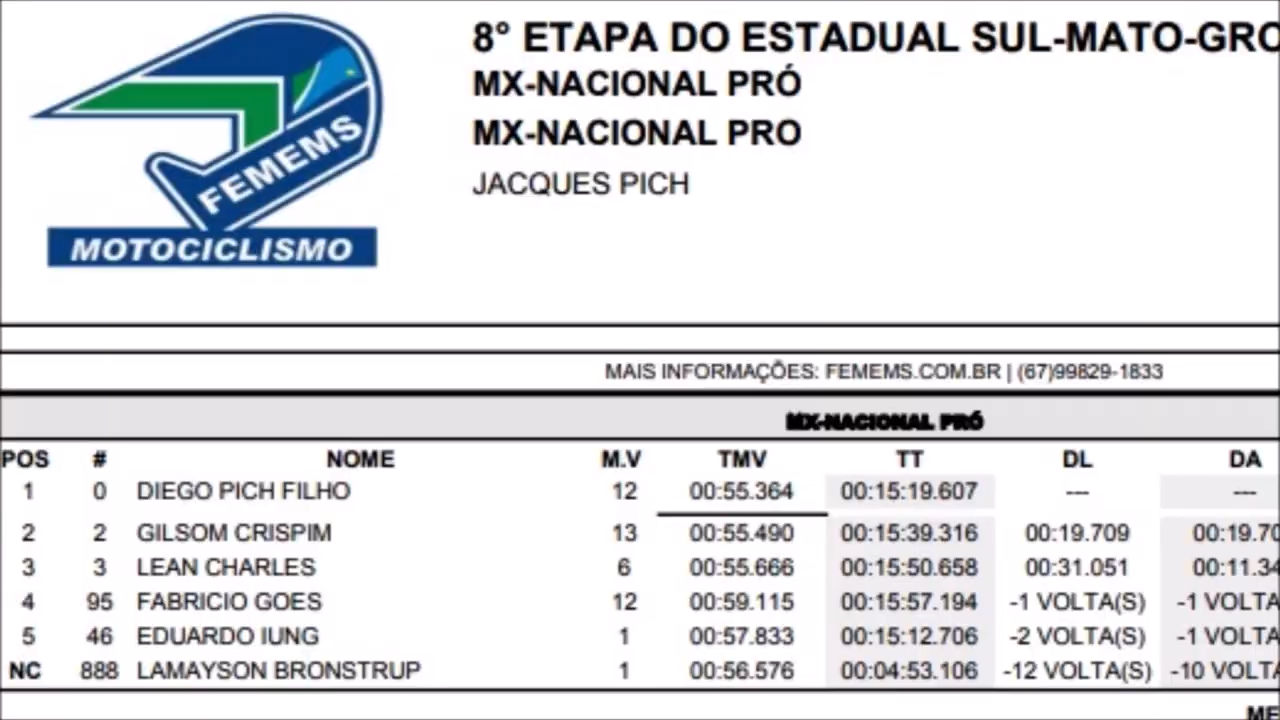 FEMEMS
MOTOCICLISMO
8° ETAPA DO ESTADUAL SUL-MATO-GRO
MX-NACIONAL PRÓ
MX-NACIONAL PRO
JACQUES PICH
MAIS INFORMAÇÕES: FEMEMS.COM.BR | (67)99829-1833
MX-NACIONAL PRÓ
POS # NOME M.V TMV TT DL DA
1 0 DIEGO PICH FILHO 12 00:55.364 00:15:19.607 --- ---
2 2 GILSOM CRISPIM 13 00:55.490 00:15:39.316 00:19.709 00:19.70
3 3 LEAN CHARLES 6 00:55.666 00:15:50.658 00:31.051 00:11.34
4 95 FABRICIO GOES 12 00:59.115 00:15:57.194 -1 VOLTA(S) -1 VOLTA
5 46 EDUARDO IUNG 1 00:57.833 00:15:12.706 -2 VOLTA(S) -1 VOLTA
NC 888 LAMAYSON BRONSTRUP 1 00:56.576 00:04:53.106 -12 VOLTA(S) -10 VOLTA
ME